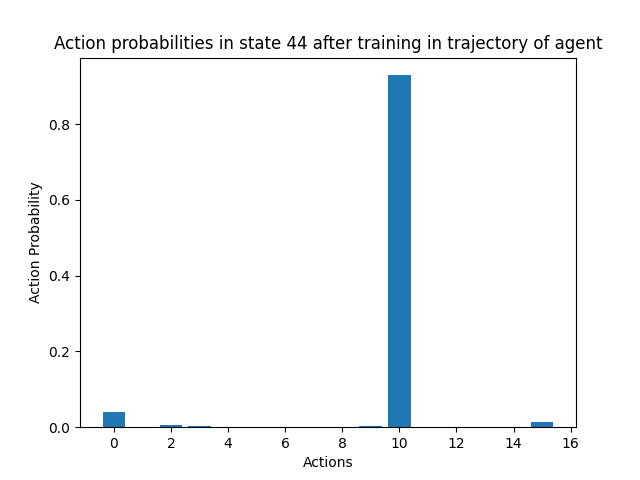 Action probabilities in state 44 after training in trajectory of agent
0.8
0.6
0.4
0.2
0.0
Action Probability
0 2 4 6 8 10 12 14 16
Actions